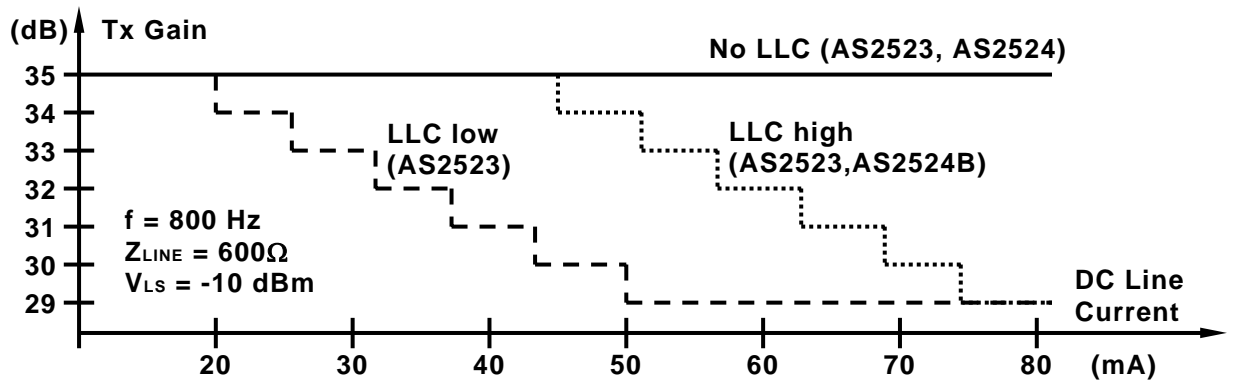 (dB) Tx Gain
No LLC (AS2523, AS2524)
35
34
33
32
31
30
29
LLC low
(AS2523)
LLC high
(AS2523,AS2524B)
f = 800 Hz
ZLINE = 600Ω
VLS = -10 dBm
DC Line
Current
20 30 40 50 60 70 80 (mA)